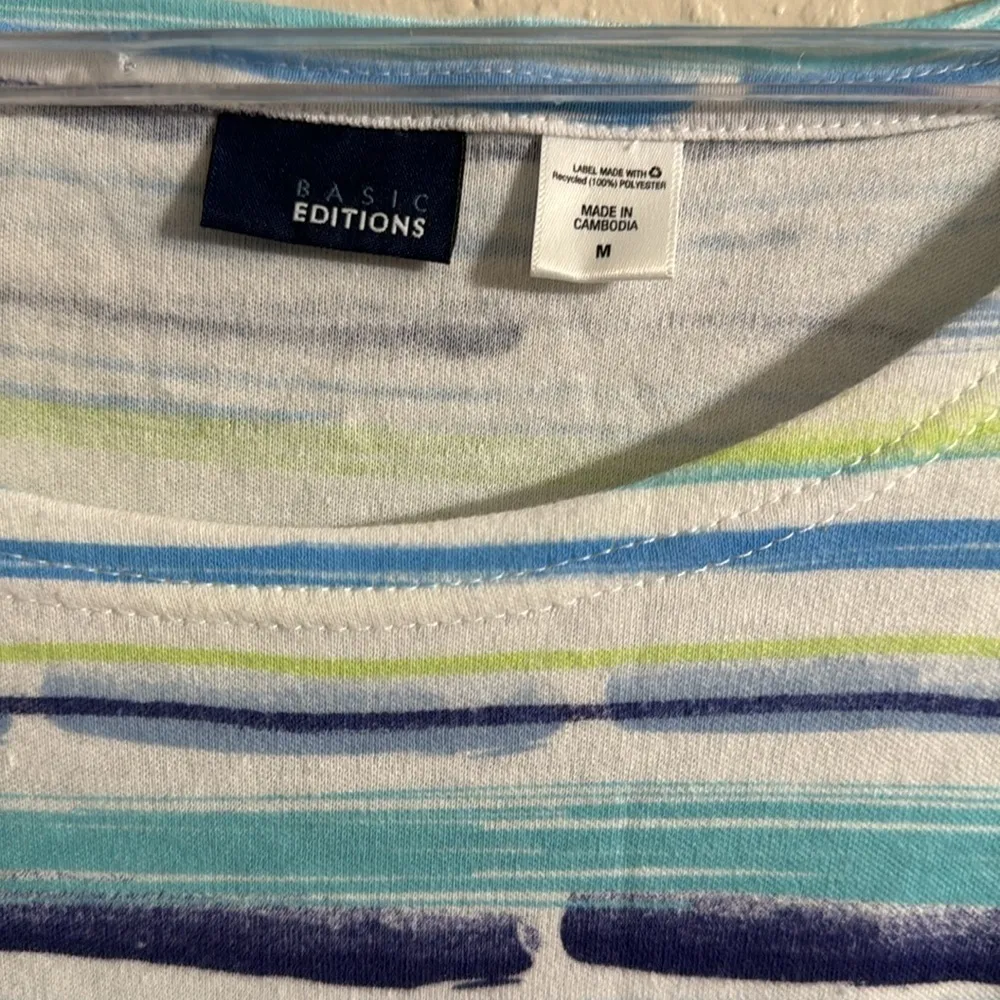 BASIC
EDITIONS
LABEL MADE WITH
Recycled (100%) POLYESTER
MADE IN
CAMBODIA
M